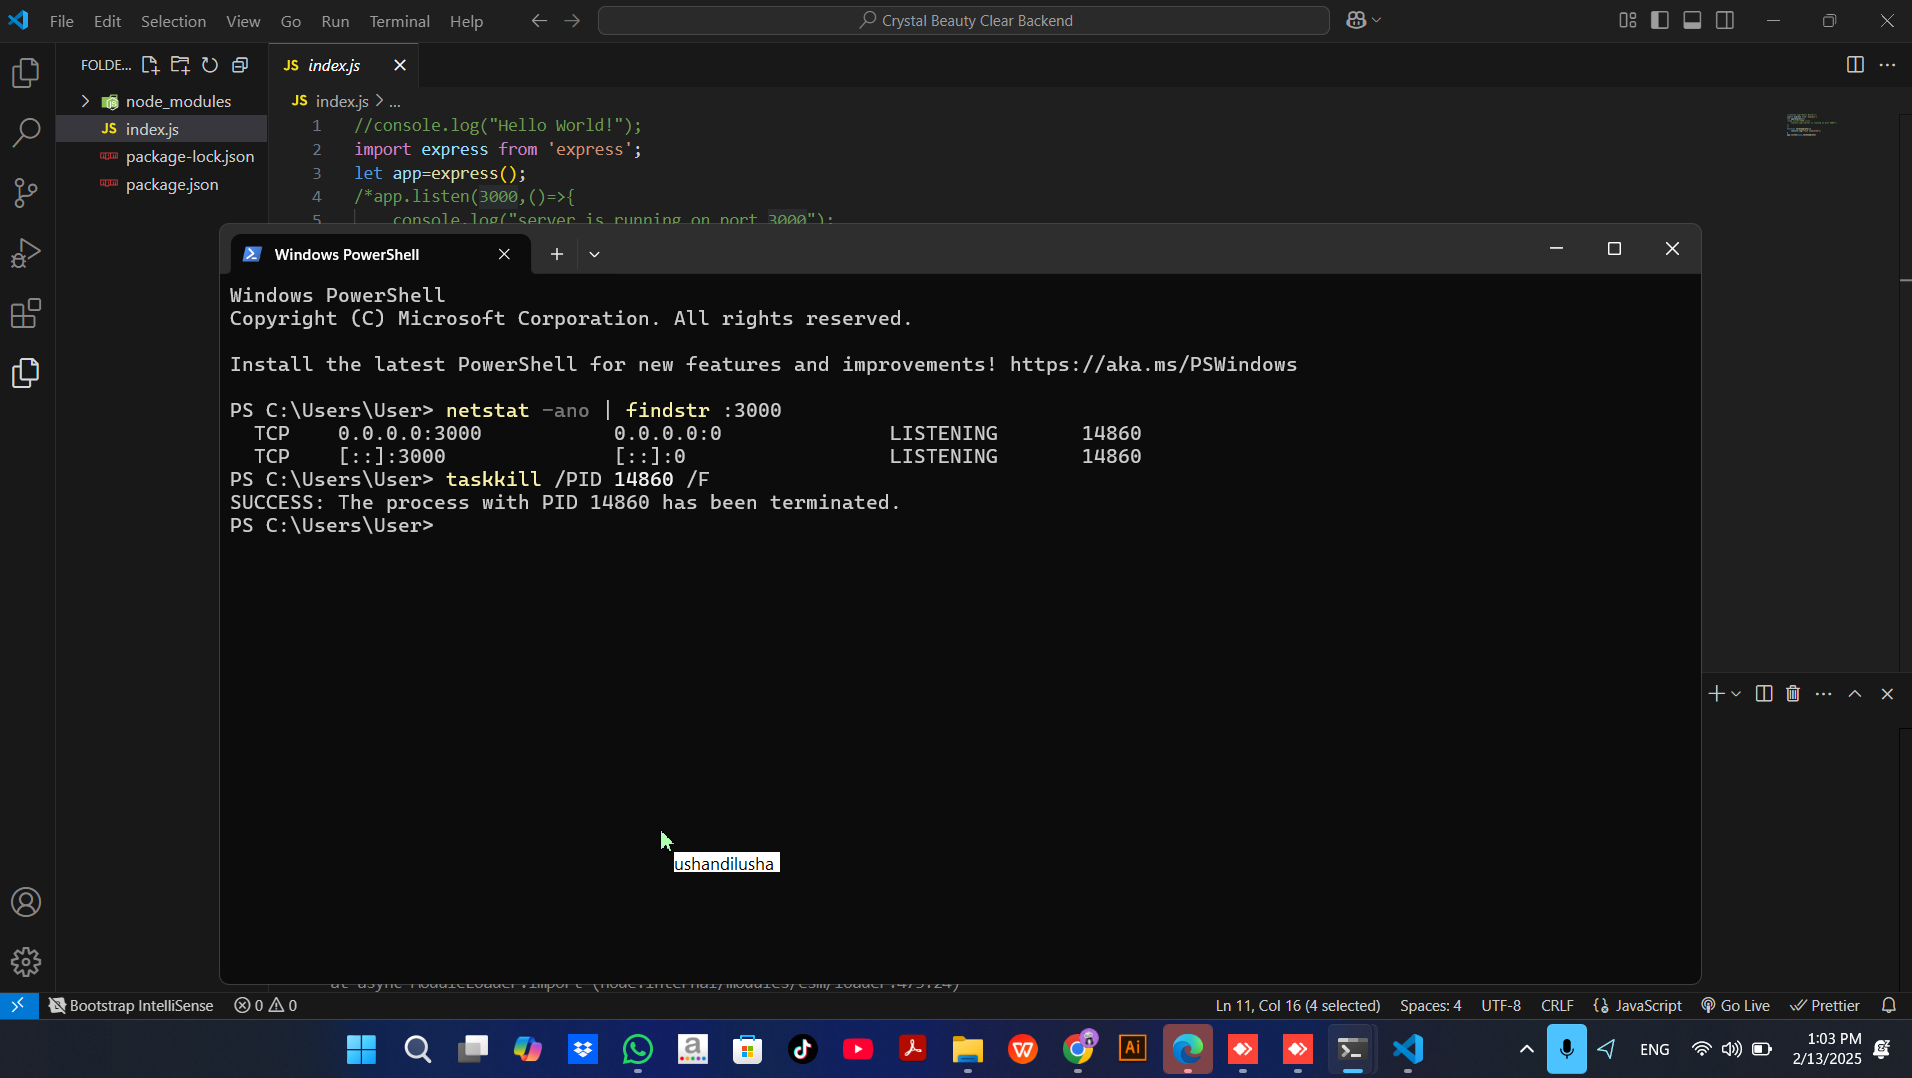 File Edit Selection View Go Run Terminal Help
Crystal Beauty Clear Backend
FOLDE...
JS index.js
node_modules
JS index.js > ...
JS index.js
package-lock.json
package.json
1 //console.log("Hello World!");
2 import express from 'express';
3 let app=express();
4 /*app.listen(3000,()=>{
5 console.log("server is running on port 3000");
Windows PowerShell
Windows PowerShell
Copyright (C) Microsoft Corporation. All rights reserved.
Install the latest PowerShell for new features and improvements! https://aka.ms/PSWindows
PS C:\Users\User> netstat -ano | findstr :3000
TCP 0.0.0.0:3000 0.0.0.0:0 LISTENING 14860
TCP [::]:3000 [::]:0 LISTENING 14860
PS C:\Users\User> taskkill /PID 14860 /F
SUCCESS: The process with PID 14860 has been terminated.
PS C:\Users\User>
ushandilusha
at async ModuleLoader.import (node:internal/modules/esm/loader:473:24)
Bootstrap IntelliSense 0 0 Ln 11, Col 16 (4 selected) Spaces: 4 UTF-8 CRLF JavaScript Go Live Prettier
ENG
1:03 PM
2/13/2025